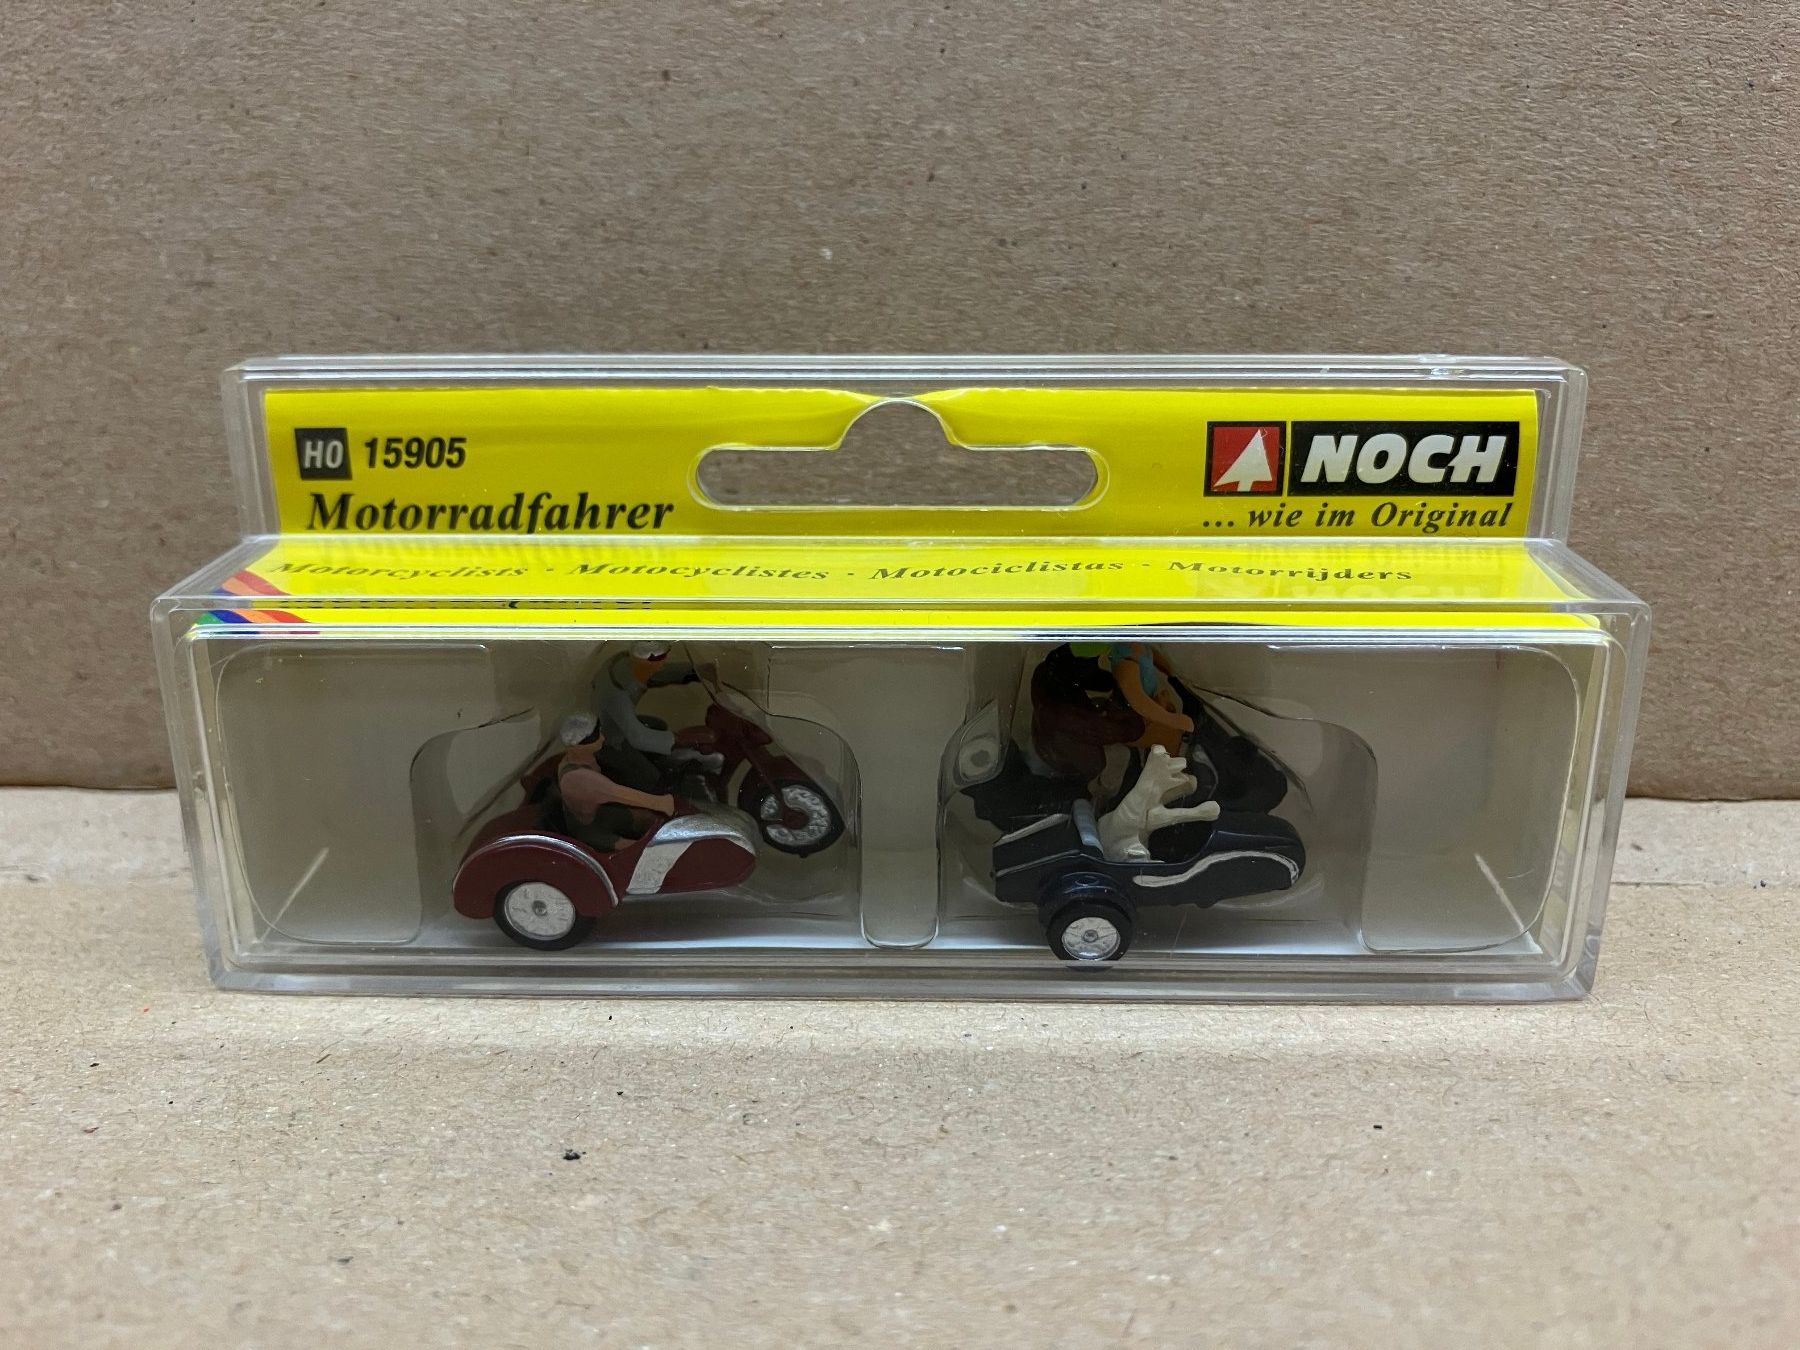 HO 15905
Motorradfahrer
NOCH
... wie im Original
Motorcyclists · Motocyclistes · Motociclistas · Motorrijders